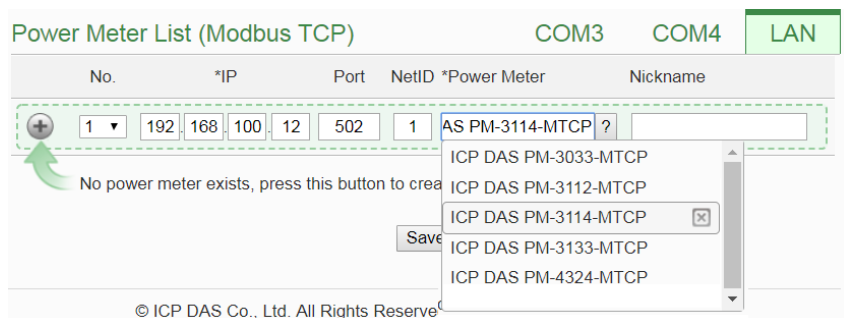 Power Meter List (Modbus TCP) COM3 COM4 LAN
No. *IP Port NetID *Power Meter Nickname
1 192 . 168 . 100 . 12 502 1 AS PM-3114-MTCP ?
ICP DAS PM-3033-MTCP
No power meter exists, press this button to crea
ICP DAS PM-3112-MTCP
ICP DAS PM-3114-MTCP
Save
ICP DAS PM-3133-MTCP
ICP DAS PM-4324-MTCP
© ICP DAS Co., Ltd. All Rights Reserve